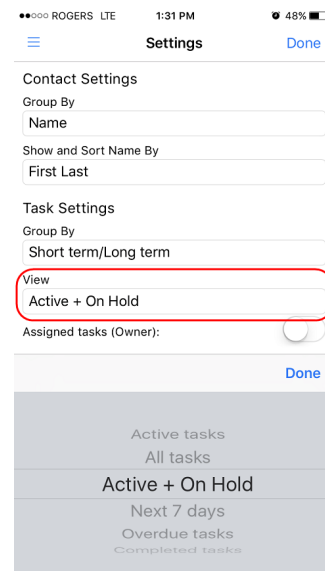 ROGERS LTE 1:31 PM 48%
Settings Done
Contact Settings
Group By
Name
Show and Sort Name By
First Last
Task Settings
Group By
Short term/Long term
View
Active + On Hold
Assigned tasks (Owner):
Done
Active tasks
All tasks
Active + On Hold
Next 7 days
Overdue tasks
Completed tasks